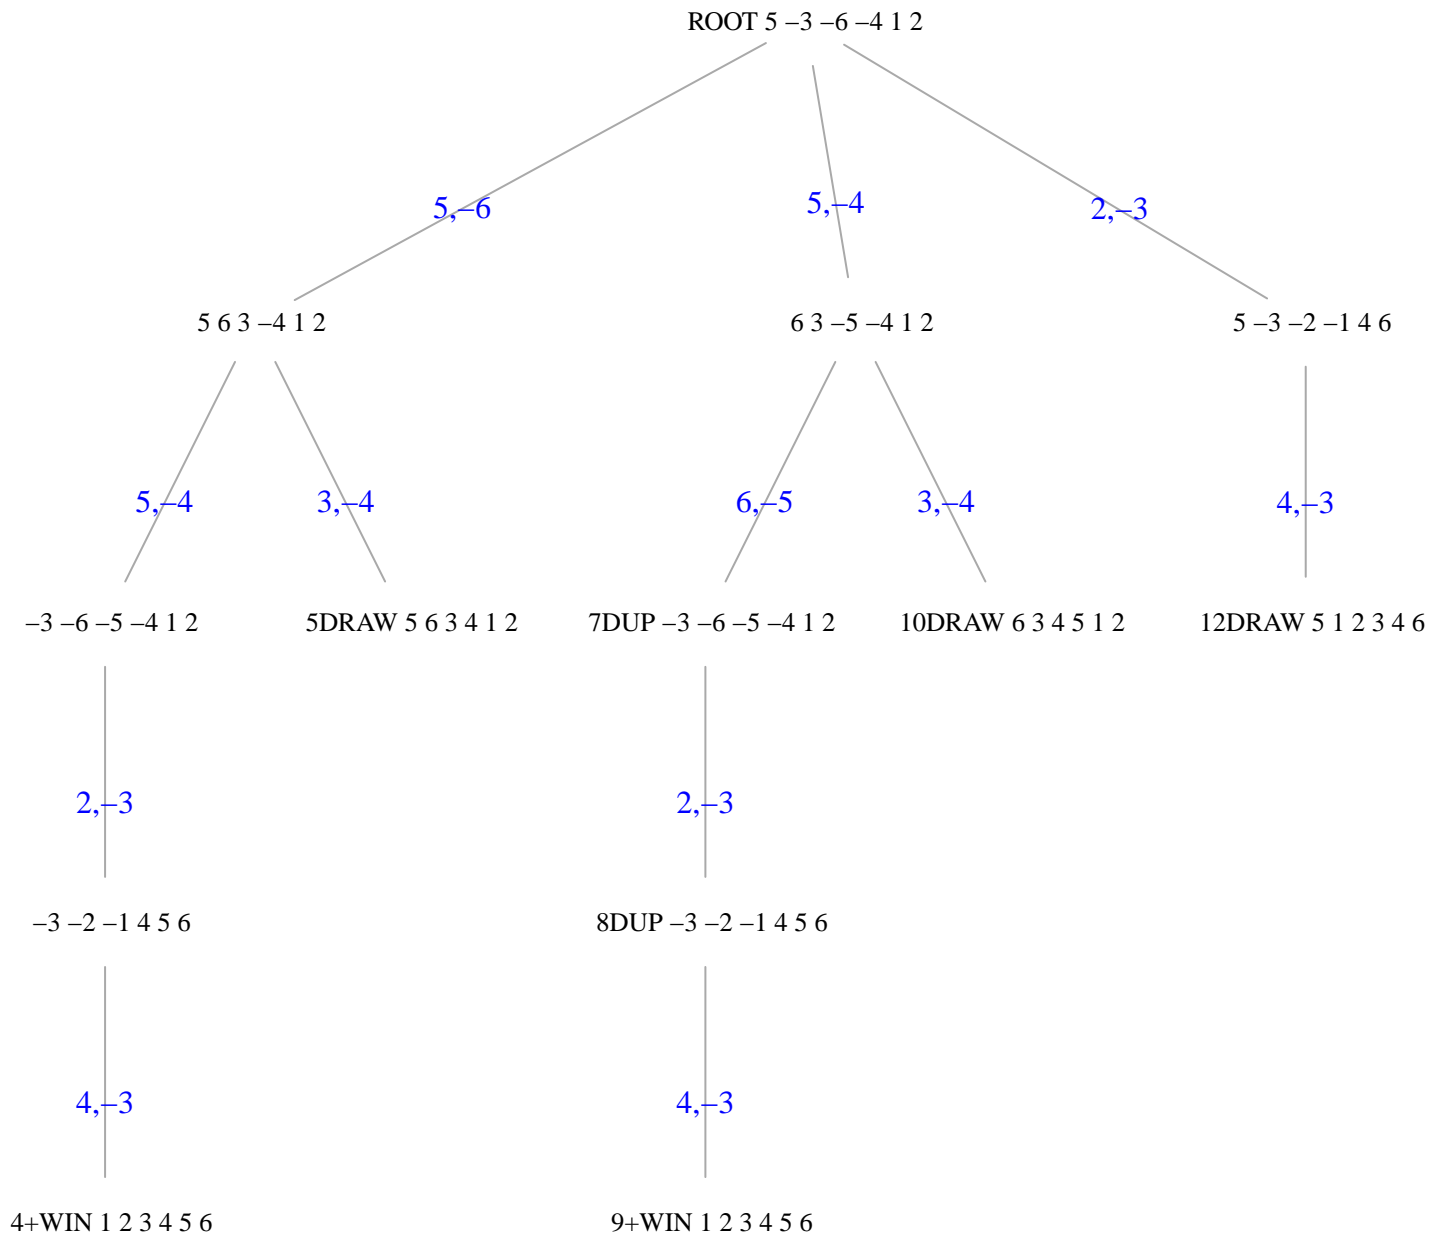 ROOT 5 –3 –6 –4 1 2
5,–6
5,–4
2,–3
5 6 3 –4 1 2
6 3 –5 –4 1 2
5 –3 –2 –1 4 6
5,–4
3,–4
6,–5
3,–4
4,–3
–3 –6 –5 –4 1 2
5DRAW 5 6 3 4 1 2
7DUP –3 –6 –5 –4 1 2
10DRAW 6 3 4 5 1 2
12DRAW 5 1 2 3 4 6
2,–3
2,–3
–3 –2 –1 4 5 6
8DUP –3 –2 –1 4 5 6
4,–3
4,–3
4+WIN 1 2 3 4 5 6
9+WIN 1 2 3 4 5 6